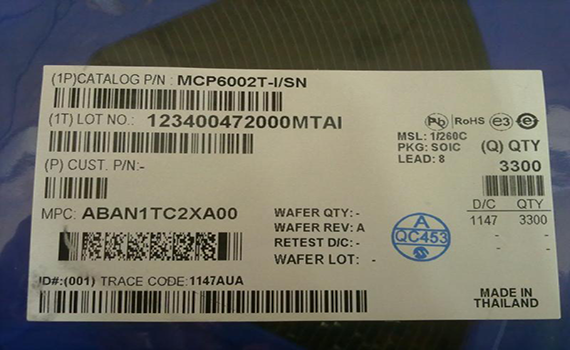 (1P)CATALOG P/N : MCP6002T-I/SN
(1T) LOT NO.: 123400472000MTAI
Pb RoHS e3 e
MSL: 1/260C
PKG: SOIC
LEAD: 8
(Q) QTY
3300
(P) CUST. P/N:-
D/C QTY
1147 3300
- -
- -
MPC: ABAN1TC2XA00
WAFER QTY: -
WAFER REV: A
RETEST D/C: -
WAFER LOT: -
A
QC453
ID#:(001) TRACE CODE: 1147AUA
MADE IN
THAILAND